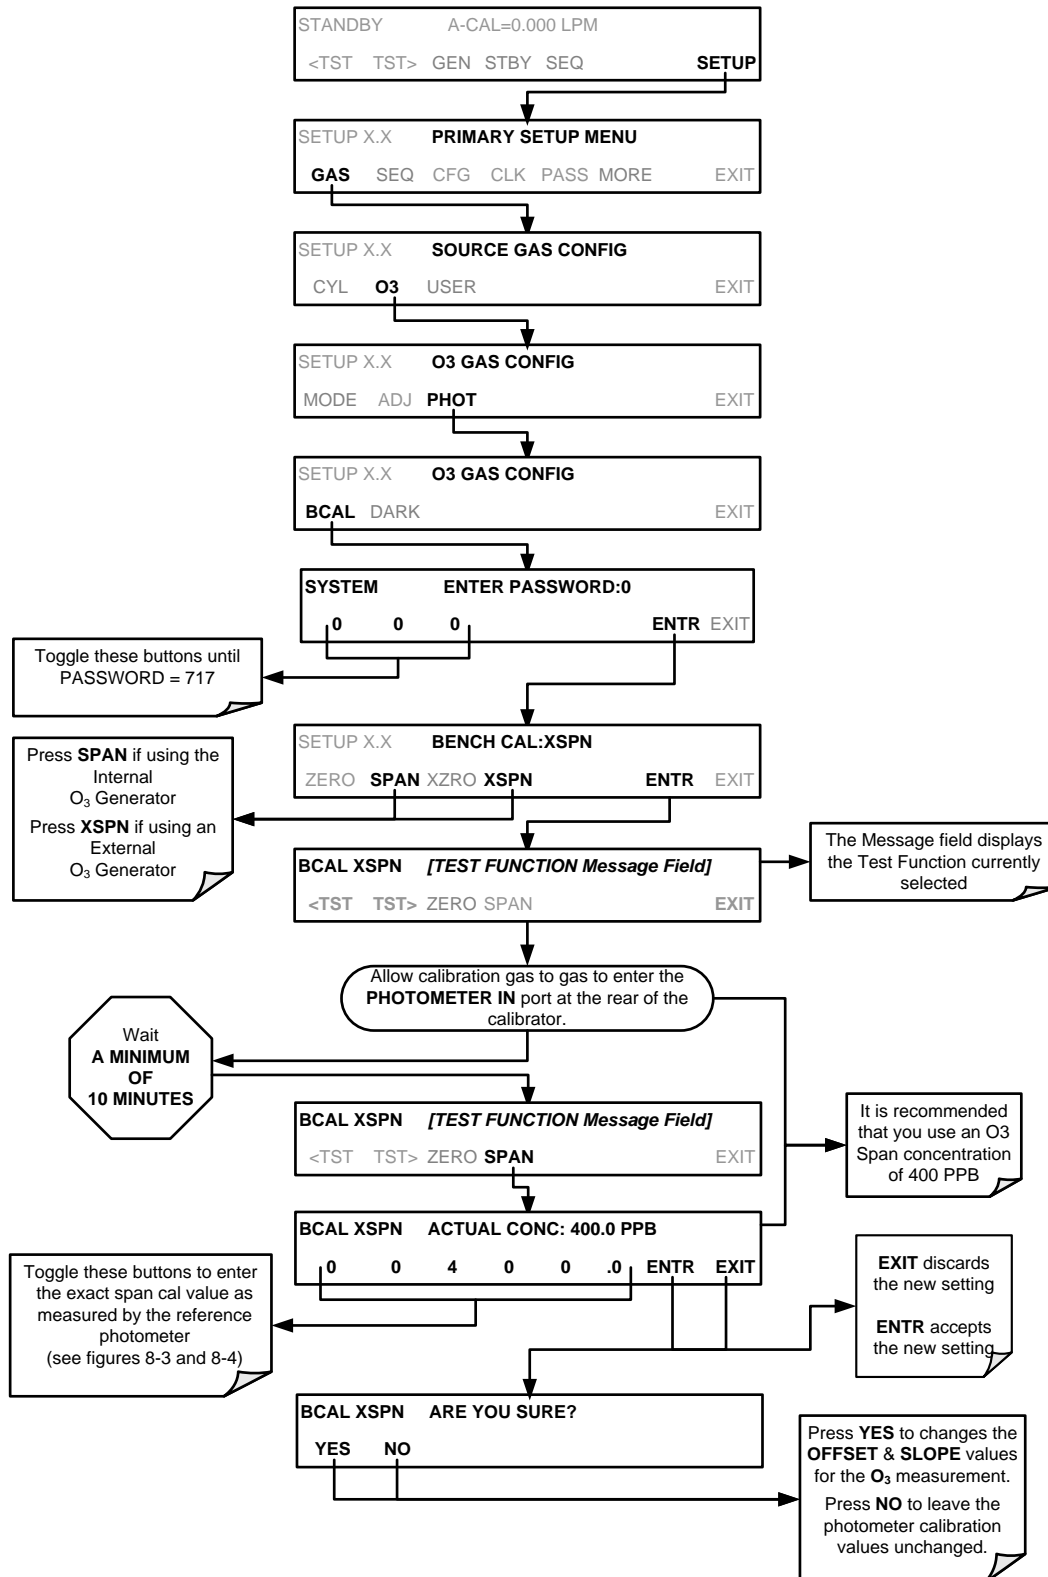 STANDBY A-CAL=0.000 LPM
<TST TST> GEN STBY SEQ SETUP
SETUP X.X PRIMARY SETUP MENU
GAS SEQ CFG CLK PASS MORE EXIT
SETUP X.X SOURCE GAS CONFIG
CYL O3 USER EXIT
SETUP X.X O3 GAS CONFIG
MODE ADJ PHOT EXIT
SETUP X.X O3 GAS CONFIG
BCAL DARK EXIT
SYSTEM ENTER PASSWORD:0
0 0 0 ENTR EXIT
Toggle these buttons until
PASSWORD = 717
SETUP X.X BENCH CAL:XSPN
ZERO SPAN XZRO XSPN ENTR EXIT
Press SPAN if using the
Internal
O3 Generator
Press XSPN if using an
External
O3 Generator
BCAL XSPN [TEST FUNCTION Message Field]
<TST TST> ZERO SPAN EXIT
The Message field displays
the Test Function currently
selected
Allow calibration gas to gas to enter the
PHOTOMETER IN port at the rear of the
calibrator.
Wait
A MINIMUM
OF
10 MINUTES
BCAL XSPN [TEST FUNCTION Message Field]
<TST TST> ZERO SPAN EXIT
It is recommended
that you use an O3
Span concentration
of 400 PPB
BCAL XSPN ACTUAL CONC: 400.0 PPB
0 0 4 0 0 .0 ENTR EXIT
Toggle these buttons to enter
the exact span cal value as
measured by the reference
photometer
(see figures 8-3 and 8-4)
EXIT discards
the new setting
ENTR accepts
the new setting
BCAL XSPN ARE YOU SURE?
YES NO
Press YES to changes the
OFFSET & SLOPE values
for the O3 measurement.
Press NO to leave the
photometer calibration
values unchanged.